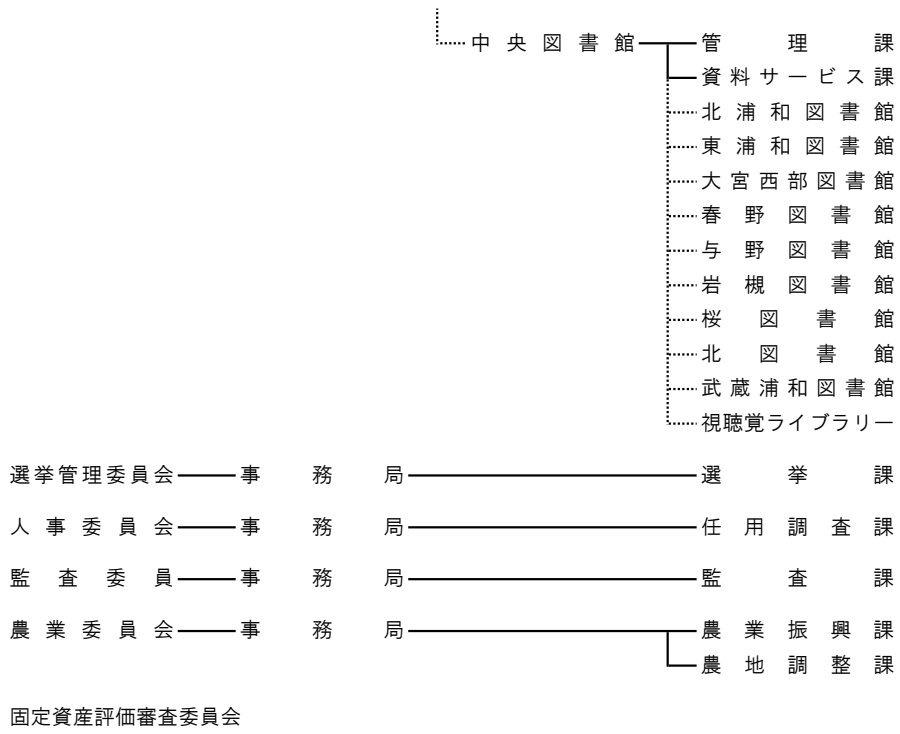 中央図書館 管理課
資料サービス課
北浦和図書館
東浦和図書館
大宮西部図書館
春野図書館
与野図書館
岩槻図書館
桜図書館
北図書館
武蔵浦和図書館
視聴覚ライブラリー
選挙管理委員会 事務局 選挙課
人事委員会 事務局 任用調査課
監査委員 事務局 監査課
農業委員会 事務局 農業振興課
農地調整課
固定資産評価審査委員会